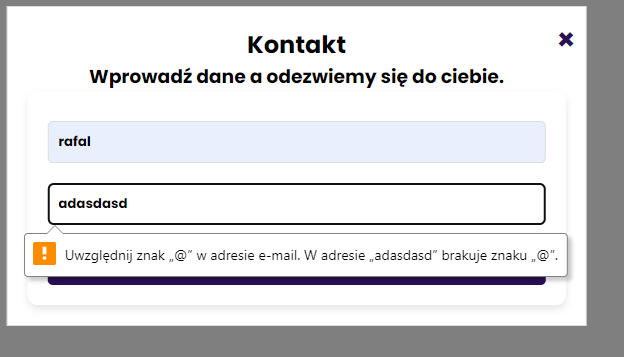 Kontakt
Wprowadź dane a odezwiemy się do ciebie.
rafal
adasdasd
Uwzględnij znak „@” w adresie e-mail. W adresie „adasdasd” brakuje znaku „@”.